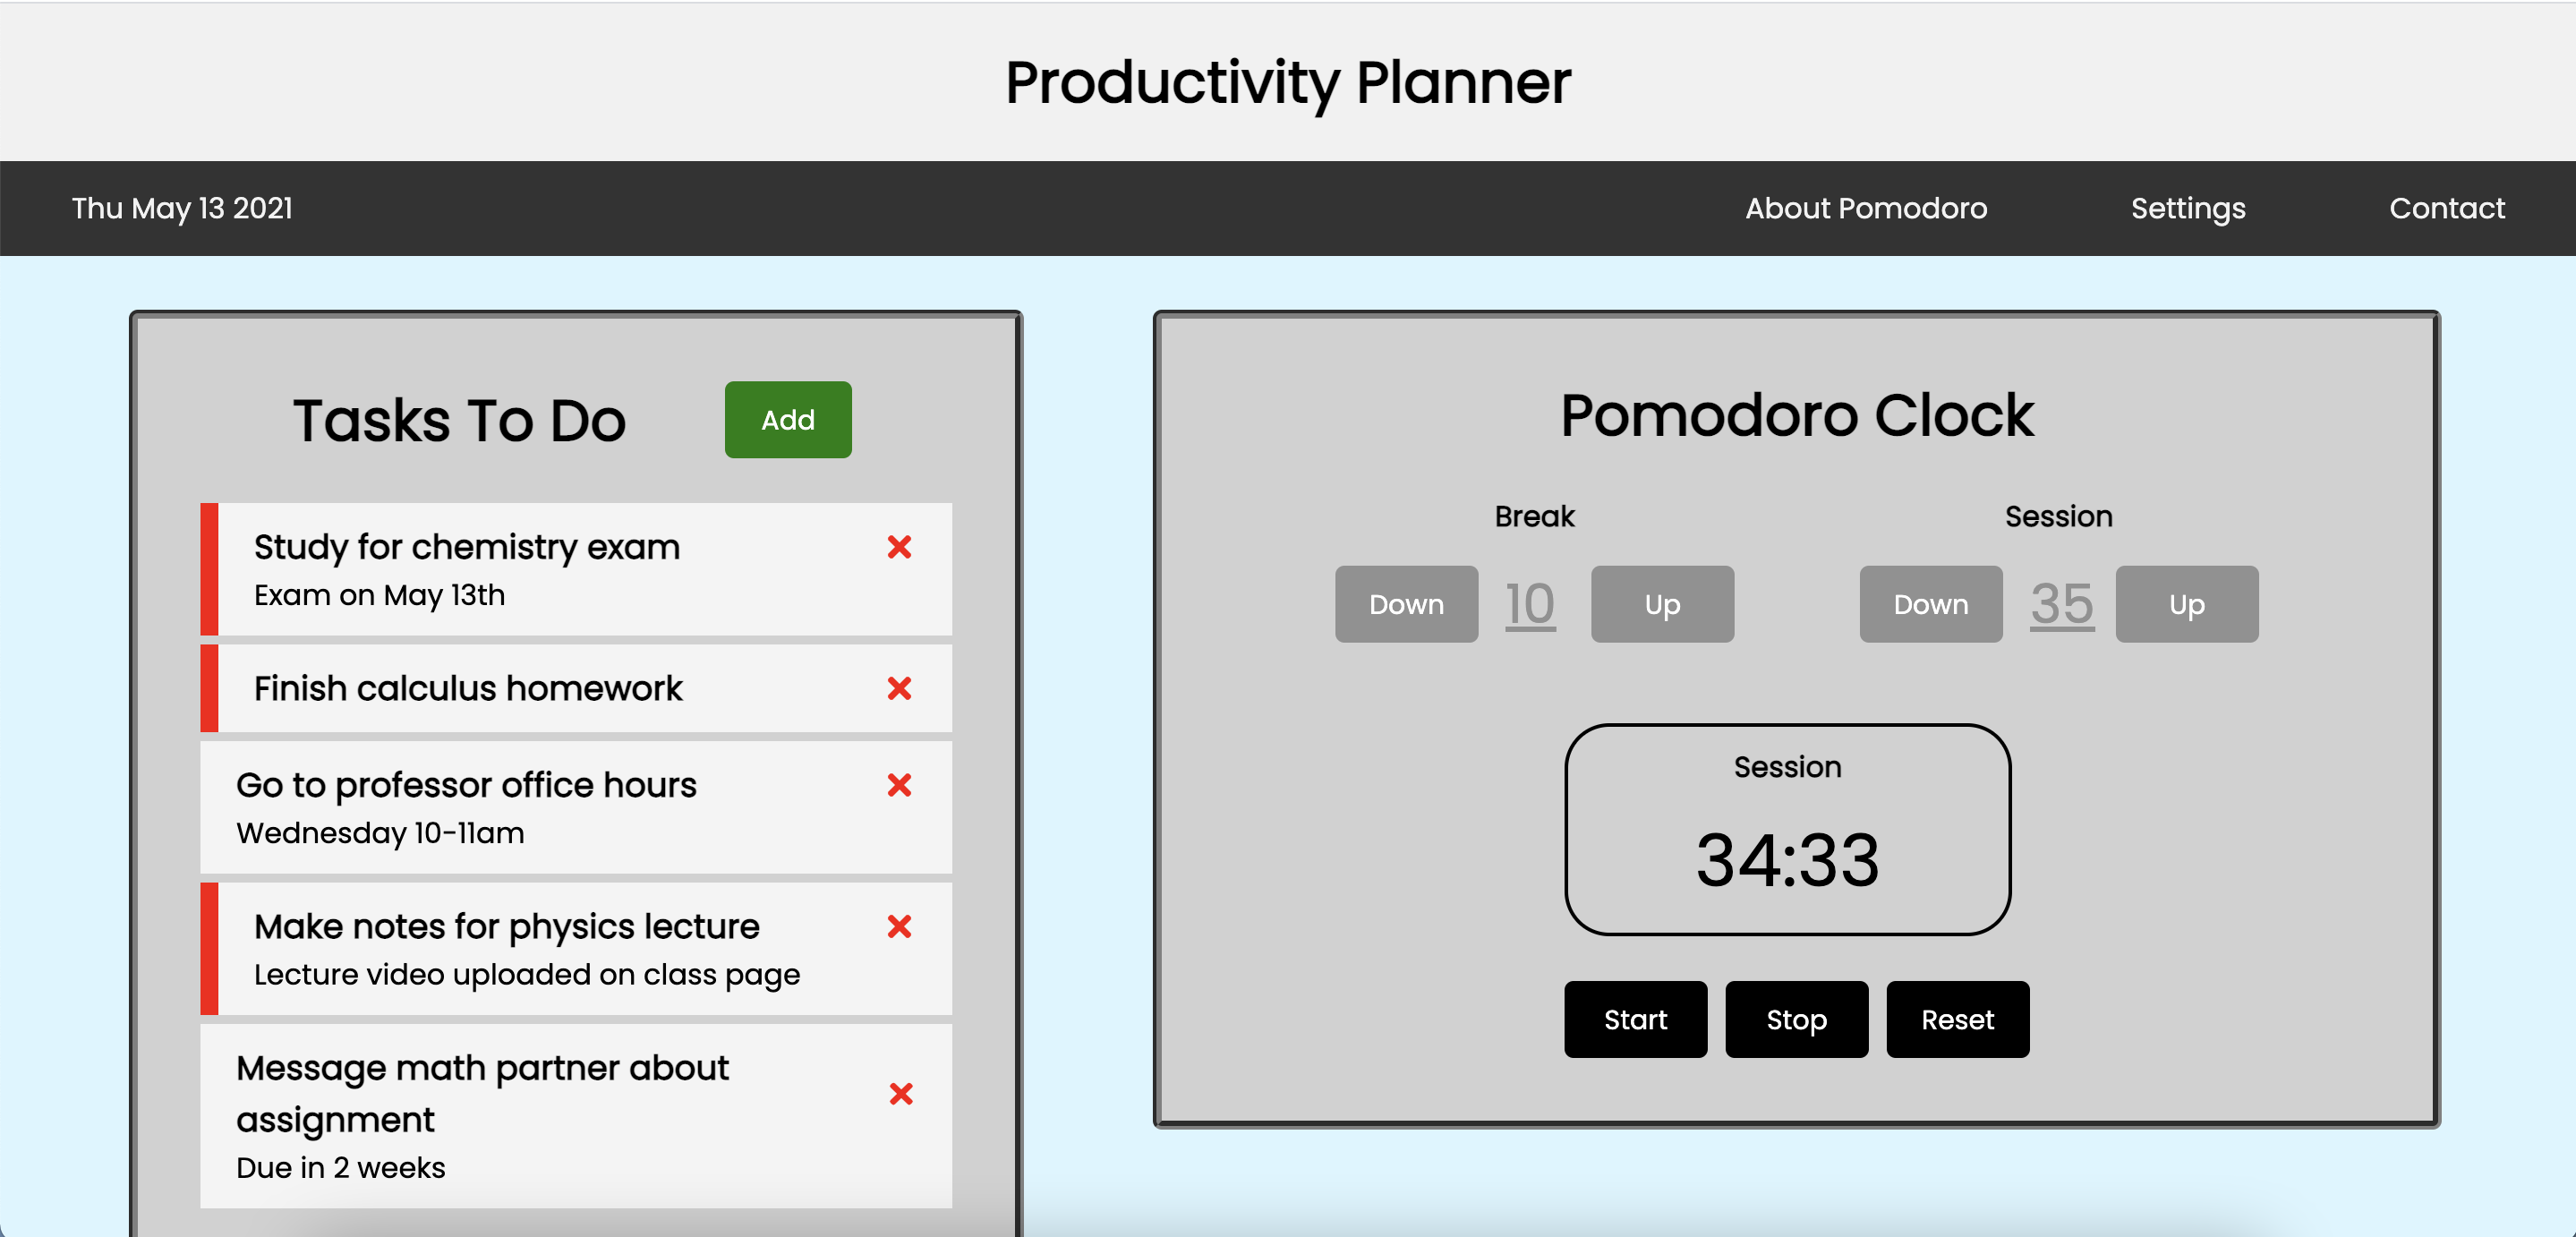 Productivity Planner
Thu May 13 2021
About Pomodoro
Settings
Contact
Tasks To Do
Add
Study for chemistry exam
Exam on May 13th
Finish calculus homework
Go to professor office hours
Wednesday 10-11am
Make notes for physics lecture
Lecture video uploaded on class page
Message math partner about
assignment
Due in 2 weeks
Pomodoro Clock
Break
Session
Down 10 Up
Down 35 Up
Session
34:33
Start
Stop
Reset